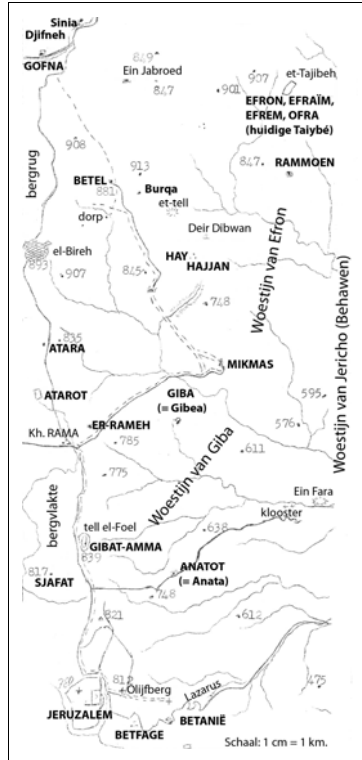 Sinia
Djifneh
GOFNA
849
Ein Jabroed
847
901
907
et-Tajibeh
EFRON, EFRAÏM,
EFREM, OFRA
(huidige Taiybé)
908
847
RAMMOEN
bergrug
BETEL
881
913
Burqa
et-tell
dorp
Deir Dibwan
el-Bireh
893
907
845
HAY
HAJJAN
748
Woestijn van Efron
Woestijn van Jericho (Behawen)
835
ATARA
MIKMAS
ATAROT
GIBA
(= Gibea)
595
576
ER-RAMEH
Kh. RAMA
785
611
775
Woestijn van Giba
bergvlakte
Ein Fara
klooster
tell el-Foel
638
GIBAT-AMMA
839
817
SJAFAT
ANATOT
(= Anata)
748
821
612
812
Olijfberg
Lazarus
475
JERUZALEM
BETANIË
BETFAGE
Schaal: 1 cm = 1 km.